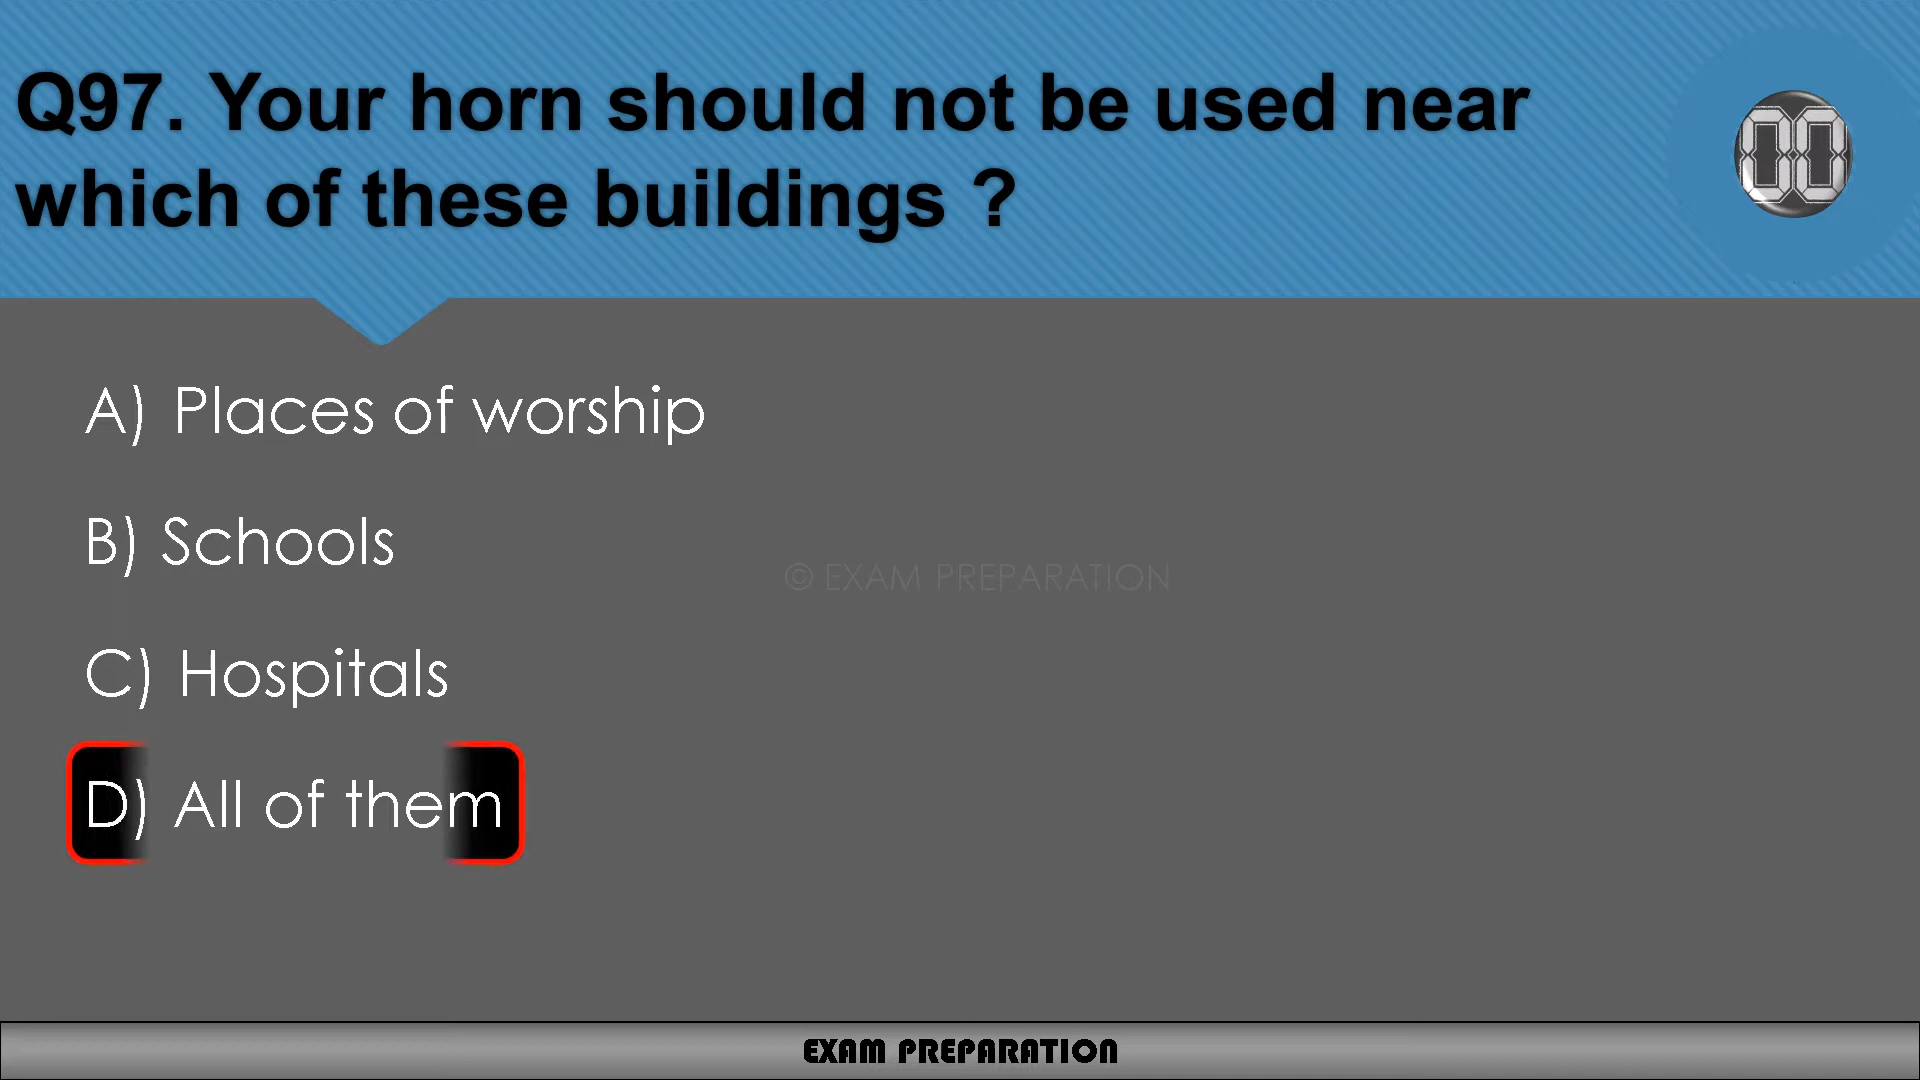 Q97. Your horn should not be used near
which of these buildings ?
00
A) Places of worship
B) Schools
© EXAM PREPARATION
C) Hospitals
D) All of them
EXAM PREPARATION